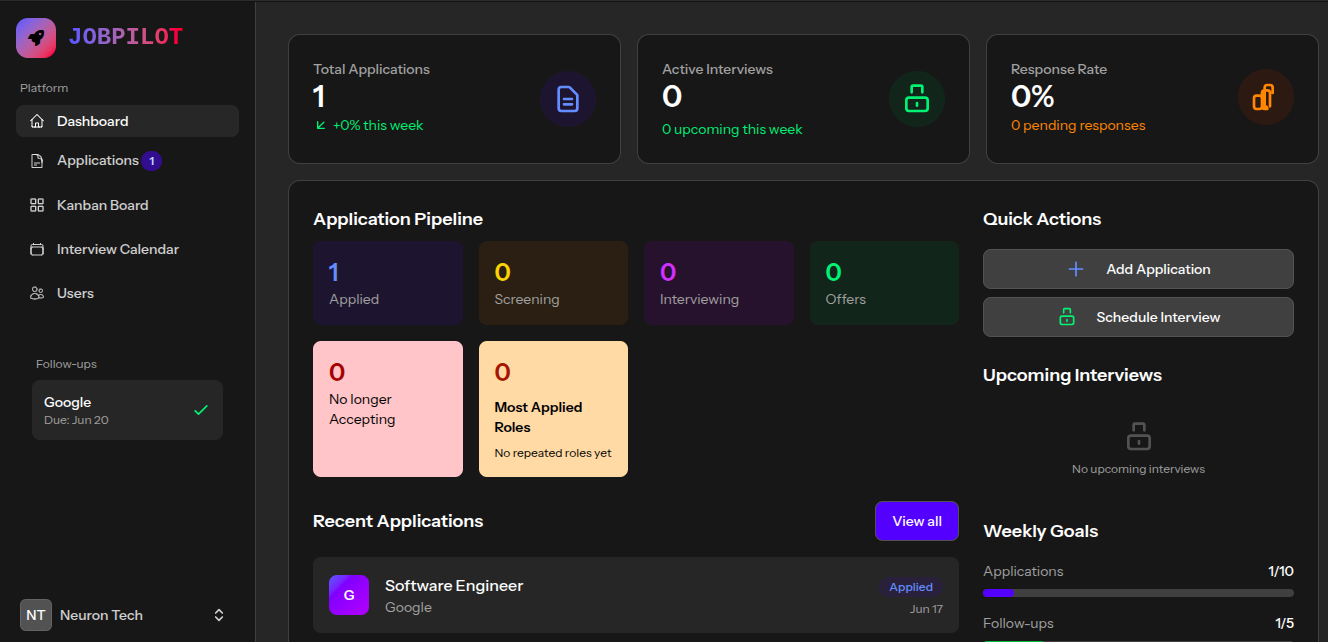 JOBPILOT
Platform
Dashboard
Applications 1
Kanban Board
Interview Calendar
Users
Follow-ups
Google
Due: Jun 20
NT Neuron Tech
Total Applications
1
+0% this week
Active Interviews
0
0 upcoming this week
Response Rate
0%
0 pending responses
Application Pipeline
1
Applied
0
Screening
0
Interviewing
0
Offers
0
No longer
Accepting
0
Most Applied
Roles
No repeated roles yet
Recent Applications
View all
G
Software Engineer
Google
Applied
Jun 17
Quick Actions
Add Application
Schedule Interview
Upcoming Interviews
No upcoming interviews
Weekly Goals
Applications 1/10
Follow-ups 1/5